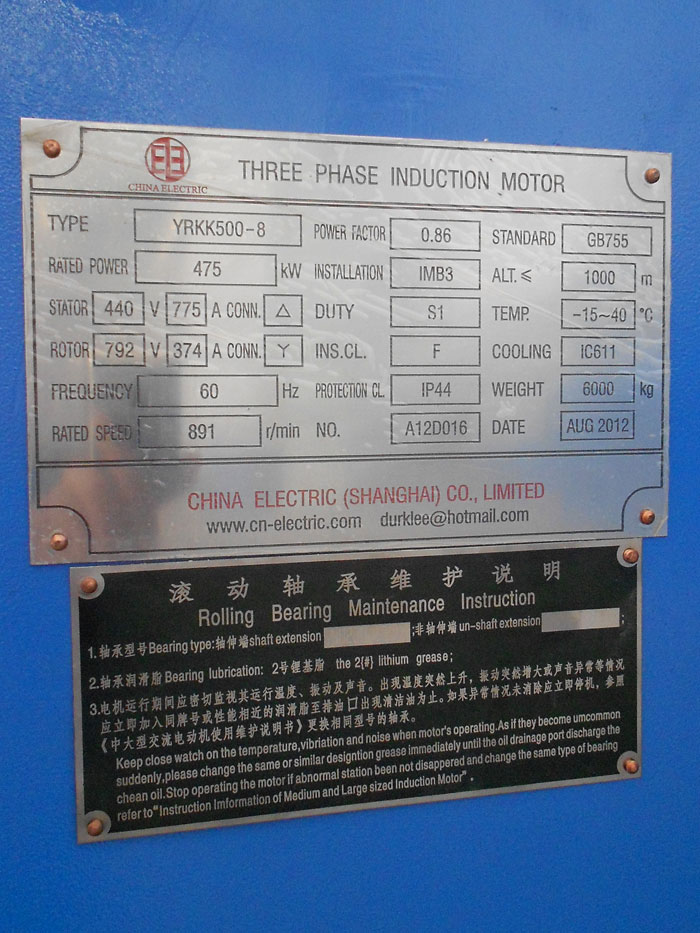 CHINA ELECTRIC
THREE PHASE INDUCTION MOTOR
TYPE YRKK500-8 POWER FACTOR 0.86 STANDARD GB755
RATED POWER 475 kW INSTALLATION IMB3 ALT.≤ 1000 m
STATOR 440 V 775 A CONN. △ DUTY S1 TEMP. -15~40 °C
ROTOR 792 V 374 A CONN. Y INS.CL. F COOLING IC611
FREQUENCY 60 Hz PROTECTION CL. IP44 WEIGHT 6000 kg
RATED SPEED 891 r/min NO. A12D016 DATE AUG 2012
CHINA ELECTRIC (SHANGHAI) CO., LIMITED
www.cn-electric.com durklee@hotmail.com
滚动轴承维护说明
Rolling Bearing Maintenance Instruction
1.轴承型号Bearing type:轴伸端shaft extension ;非轴伸端un-shaft extension ;
2.轴承润滑脂Bearing lubrication: 2号锂基脂 the 2(#) lithium grease;
3.电机运行期间应密切监视其运行温度、振动及声音。出现温度突然上升，振动突然增大或声音异常等情况
应立即加入同牌号或性能相近的润滑脂至排油口出现清洁油为止。如果异常情况未消除应立即停机，参照
《中大型交流电动机使用维护说明书》更换相同型号的轴承。
Keep close watch on the temperature,vibriation and noise when motor's operating.As if they become umcommon
suddenly,please change the same or similar designtion grease immediately until the oil drainage port discharge the
chean oil.Stop operating the motor if abnormal station been not disappered and change the same type of bearing
refer to"Instruction Imformation of Medium and Large sized Induction Motor".